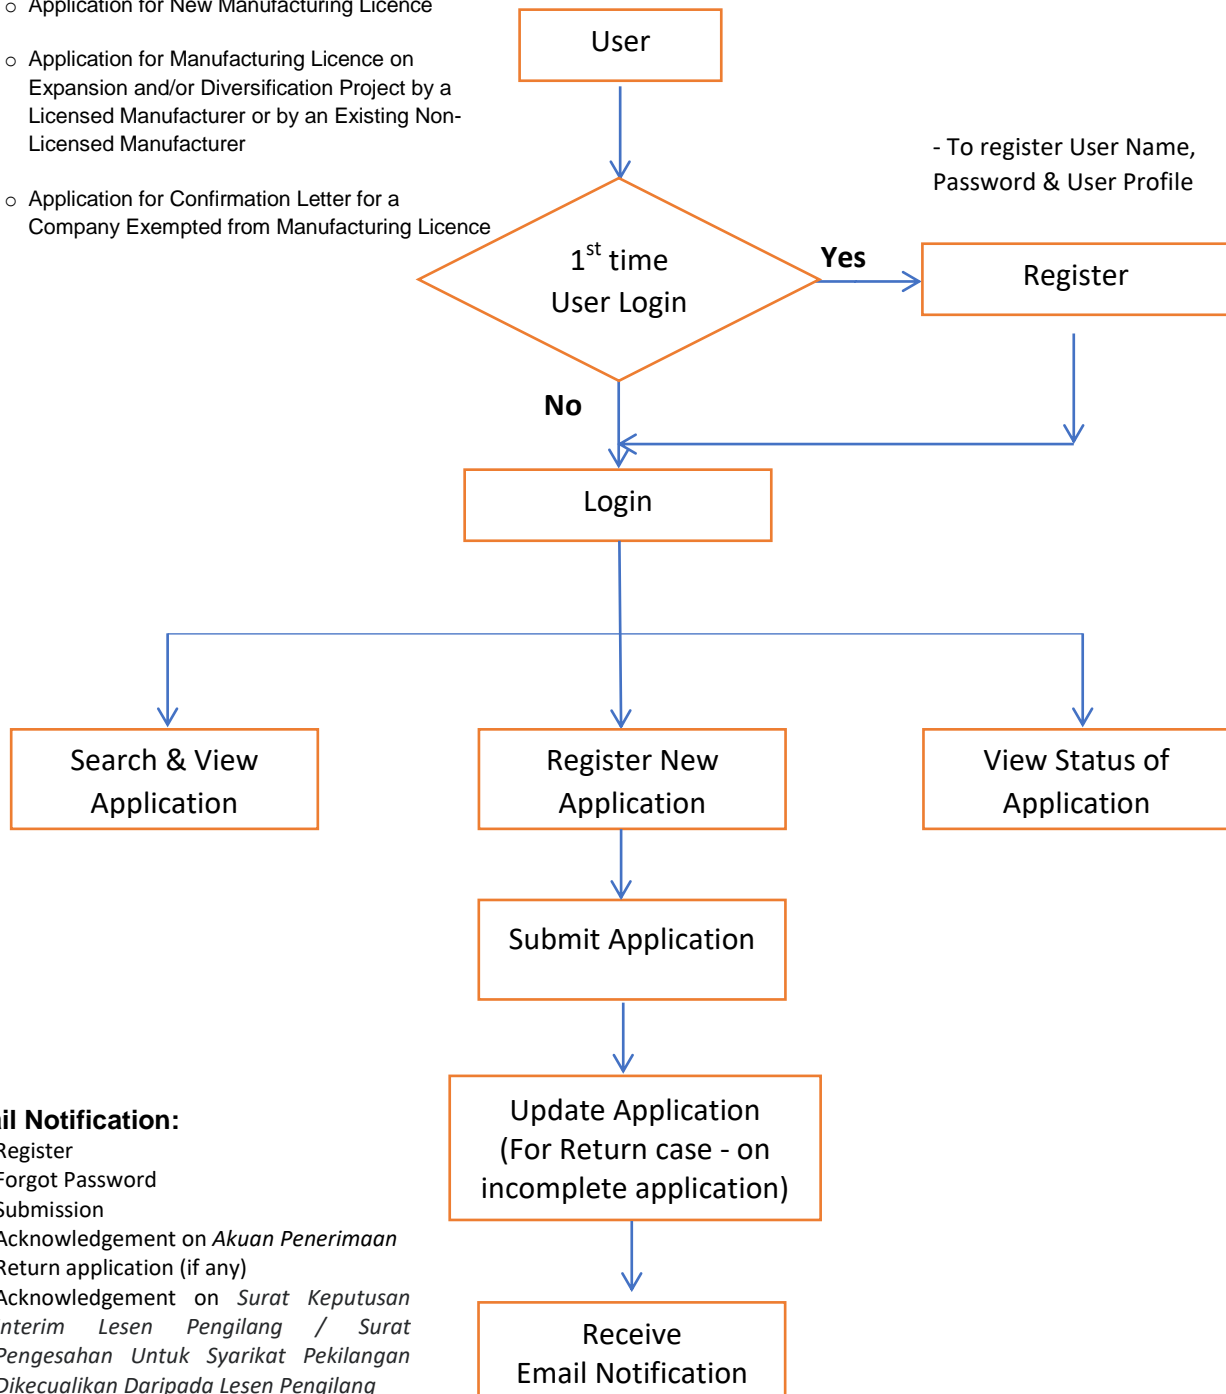 ○ Application for New Manufacturing Licence
○ Application for Manufacturing Licence on
Expansion and/or Diversification Project by a
Licensed Manufacturer or by an Existing Non-
Licensed Manufacturer
○ Application for Confirmation Letter for a
Company Exempted from Manufacturing Licence
User
- To register User Name,
Password & User Profile
1st time
User Login
Yes
Register
No
Login
Search & View
Application
Register New
Application
View Status of
Application
Submit Application
Update Application
(For Return case - on
incomplete application)
Receive
Email Notification
il Notification:
Register
Forgot Password
Submission
Acknowledgement on Akuan Penerimaan
Return application (if any)
Acknowledgement on Surat Keputusan
Interim Lesen Pengilang / Surat
Pengesahan Untuk Syarikat Pekilangan
Dikecualikan Daripada Lesen Pengilang